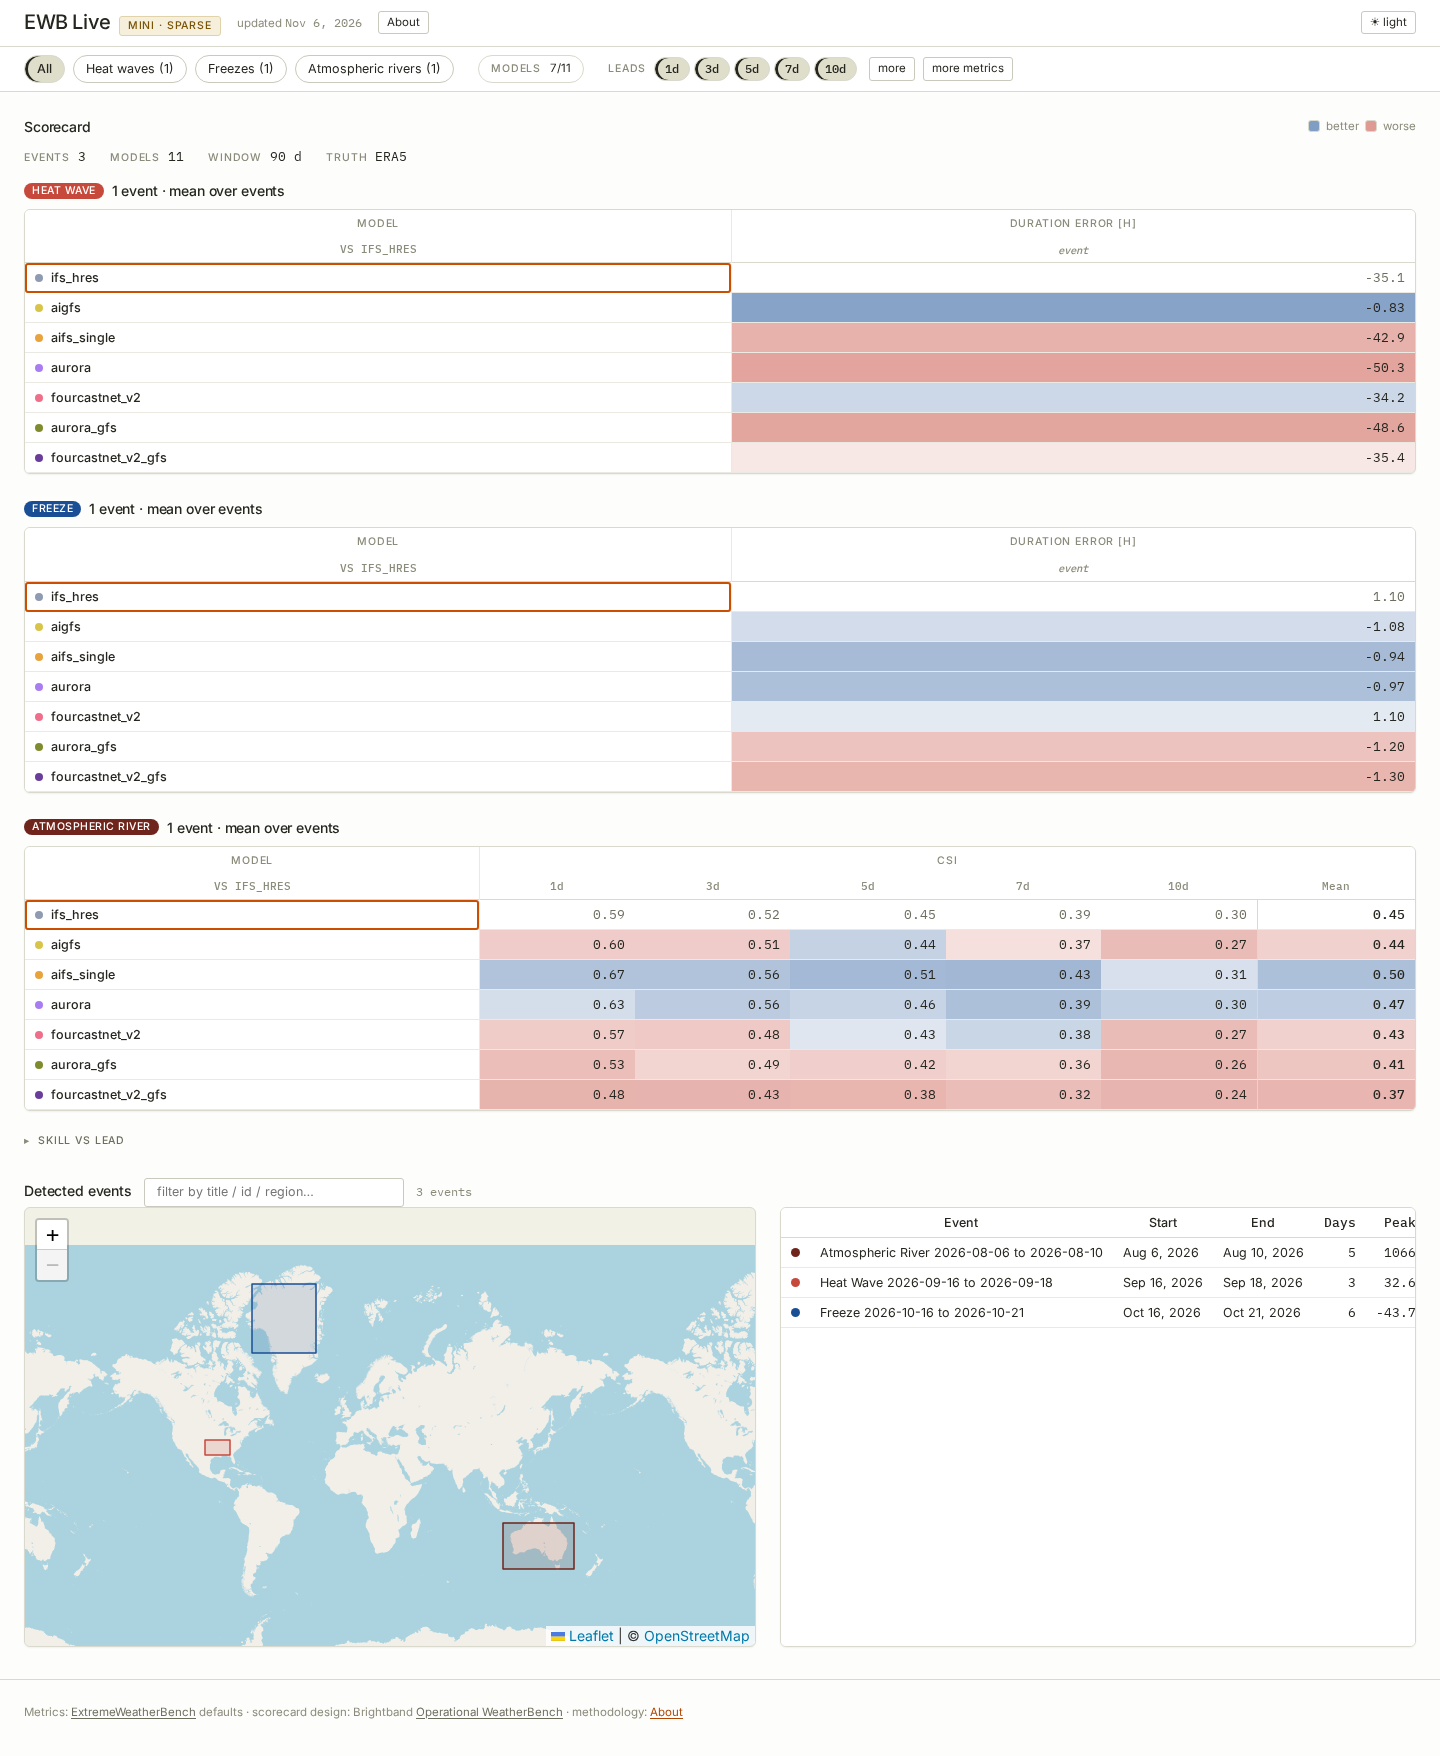 EWB Live MINI · SPARSE updated Nov 6, 2026 About ☀ light
All Heat waves (1) Freezes (1) Atmospheric rivers (1) MODELS 7/11 LEADS 1d 3d 5d 7d 10d more more metrics
Scorecard better worse
EVENTS 3 MODELS 11 WINDOW 90 d TRUTH ERA5
HEAT WAVE 1 event · mean over events
MODEL DURATION ERROR [H]
VS IFS_HRES event
ifs_hres -35.1
aigfs -0.83
aifs_single -42.9
aurora -50.3
fourcastnet_v2 -34.2
aurora_gfs -48.6
fourcastnet_v2_gfs -35.4
FREEZE 1 event · mean over events
MODEL DURATION ERROR [H]
VS IFS_HRES event
ifs_hres 1.10
aigfs -1.08
aifs_single -0.94
aurora -0.97
fourcastnet_v2 1.10
aurora_gfs -1.20
fourcastnet_v2_gfs -1.30
ATMOSPHERIC RIVER 1 event · mean over events
MODEL CSI
VS IFS_HRES 1d 3d 5d 7d 10d Mean
ifs_hres 0.59 0.52 0.45 0.39 0.30 0.45
aigfs 0.60 0.51 0.44 0.37 0.27 0.44
aifs_single 0.67 0.56 0.51 0.43 0.31 0.50
aurora 0.63 0.56 0.46 0.39 0.30 0.47
fourcastnet_v2 0.57 0.48 0.43 0.38 0.27 0.43
aurora_gfs 0.53 0.49 0.42 0.36 0.26 0.41
fourcastnet_v2_gfs 0.48 0.43 0.38 0.32 0.24 0.37
▸ SKILL VS LEAD
Detected events filter by title / id / region... 3 events
+
−
Leaflet | © OpenStreetMap
Event Start End Days Peak
Atmospheric River 2026-08-06 to 2026-08-10 Aug 6, 2026 Aug 10, 2026 5 1066
Heat Wave 2026-09-16 to 2026-09-18 Sep 16, 2026 Sep 18, 2026 3 32.6
Freeze 2026-10-16 to 2026-10-21 Oct 16, 2026 Oct 21, 2026 6 -43.7
Metrics: ExtremeWeatherBench defaults · scorecard design: Brightband Operational WeatherBench · methodology: About